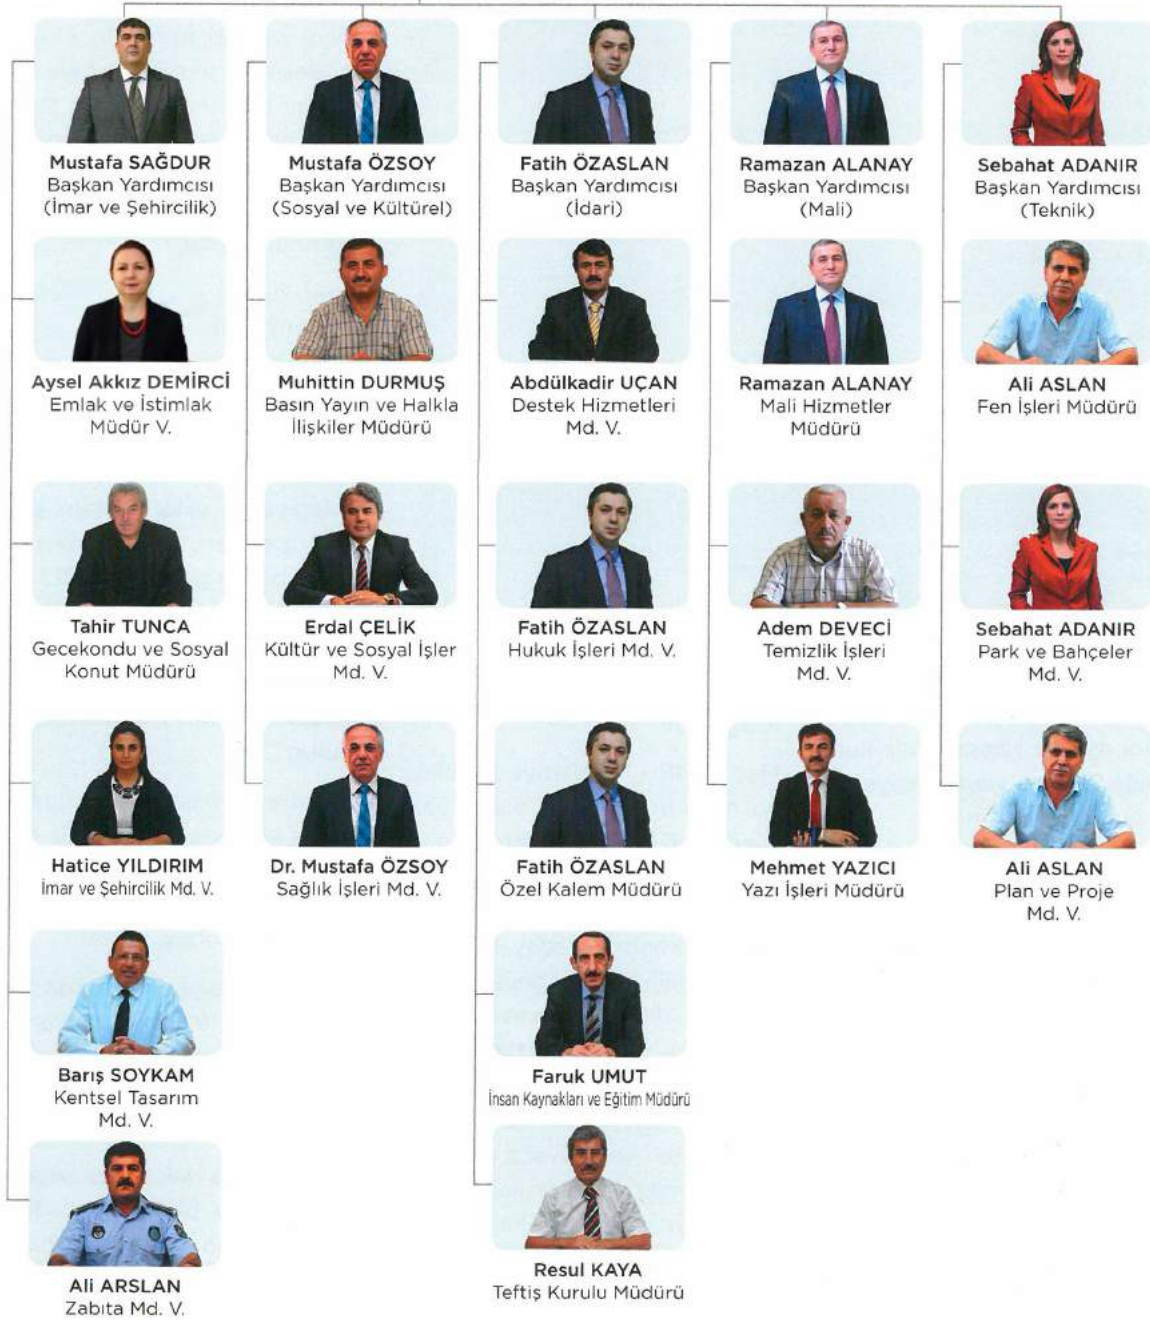 Mustafa SAĞDUR
Başkan Yardımcısı
(İmar ve Şehircilik)
Mustafa ÖZSOY
Başkan Yardımcısı
(Sosyal ve Kültürel)
Fatih ÖZASLAN
Başkan Yardımcısı
(İdari)
Ramazan ALANAY
Başkan Yardımcısı
(Mali)
Sebahat ADANIR
Başkan Yardımcısı
(Teknik)
Aysel Akkız DEMİRCİ
Emlak ve İstimlak
Müdür V.
Muhittin DURMUŞ
Basın Yayın ve Halkla
İlişkiler Müdürü
Abdülkadir UÇAN
Destek Hizmetleri
Md. V.
Ramazan ALANAY
Mali Hizmetler
Müdürü
Ali ASLAN
Fen İşleri Müdürü
Tahir TUNCA
Gecekondu ve Sosyal
Konut Müdürü
Erdal ÇELİK
Kültür ve Sosyal İşler
Md. V.
Fatih ÖZASLAN
Hukuk İşleri Md. V.
Adem DEVECİ
Temizlik İşleri
Md. V.
Sebahat ADANIR
Park ve Bahçeler
Md. V.
Hatice YILDIRIM
İmar ve Şehircilik Md. V.
Dr. Mustafa ÖZSOY
Sağlık İşleri Md. V.
Fatih ÖZASLAN
Özel Kalem Müdürü
Mehmet YAZICI
Yazı İşleri Müdürü
Ali ASLAN
Plan ve Proje
Md. V.
Barış SOYKAM
Kentsel Tasarım
Md. V.
Faruk UMUT
İnsan Kaynakları ve Eğitim Müdürü
Ali ARSLAN
Zabıta Md. V.
Resul KAYA
Teftiş Kurulu Müdürü